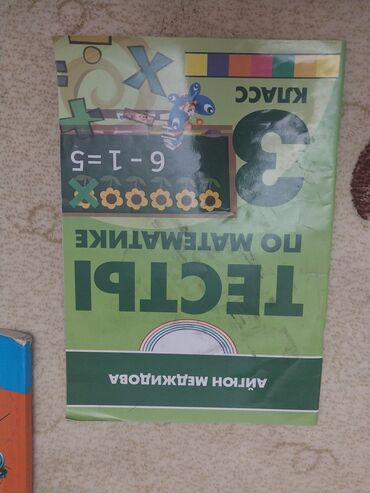 АЙГЮН МЕДЖИДОВА
ТЕСТЫ
ПО МАТЕМАТИКЕ
3
КЛАСС
6 - 1 = 5